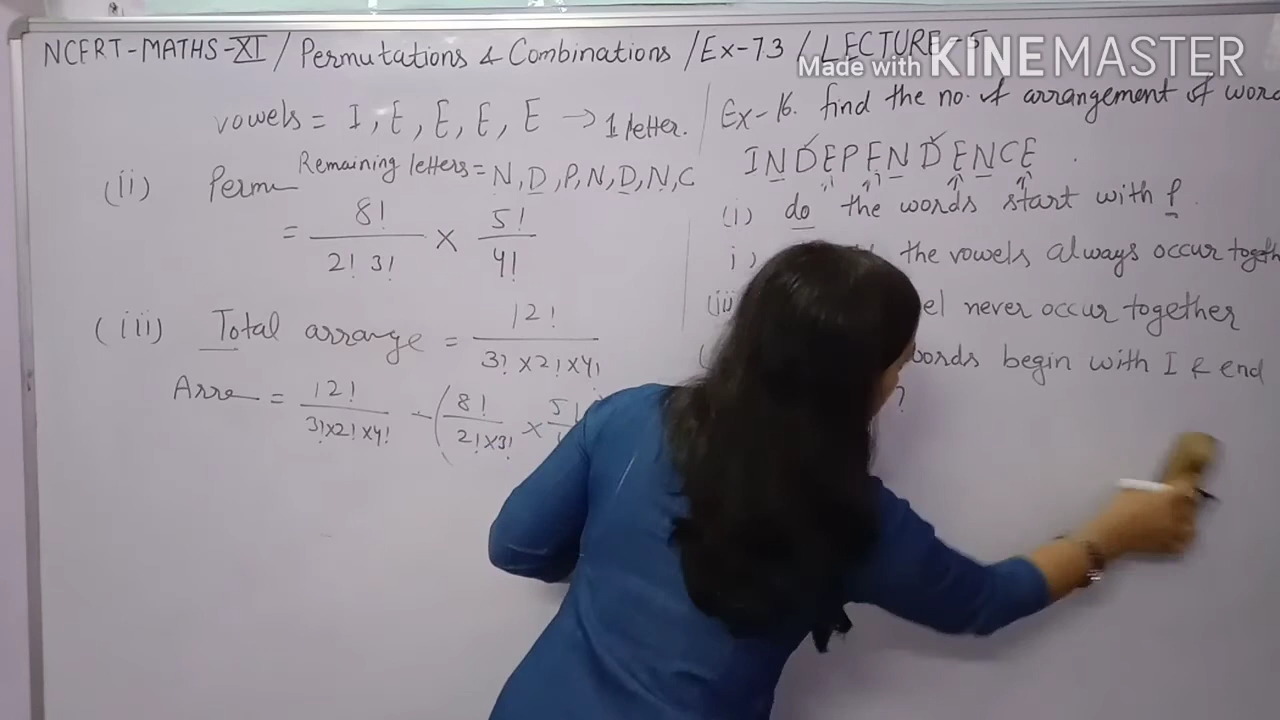 NCERT-MATHS-XI / Permutations & Combinations / Ex-7.3 / LECTURE-5
Made with KINEMASTER
vowels = I, E, E, E, E → 1 letter.
(ii) Perm Remaining letters = N, D, P, N, D, N, C
= 8! / 2! 3! × 5! / 4!
(iii) Total arrange = 12! / 3! × 2! × 4!
Arre = 12! / 3! × 2! × 4! - ( 8! / 2! × 3! × 5!
Ex-16. find the no. of arrangement of word
INDEPENDENCE .
(i) do the words start with P.
the vowels always occur togeth
never occur together
words begin with I & end
?